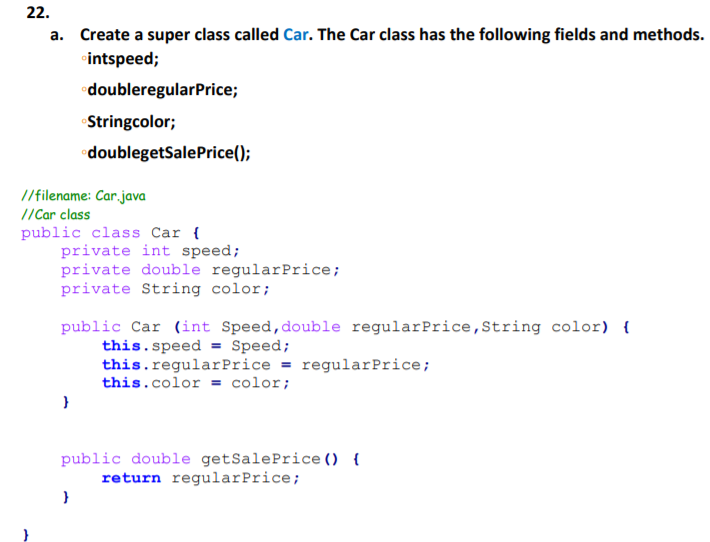 22.
a. Create a super class called Car. The Car class has the following fields and methods.
◦intspeed;
◦doubleregularPrice;
◦Stringcolor;
◦doublegetSalePrice();
//filename: Car.java
//Car class
public class Car {
    private int speed;
    private double regularPrice;
    private String color;
    public Car (int Speed,double regularPrice,String color) {
        this.speed = Speed;
        this.regularPrice = regularPrice;
        this.color = color;
    }
    public double getSalePrice() {
        return regularPrice;
    }
}